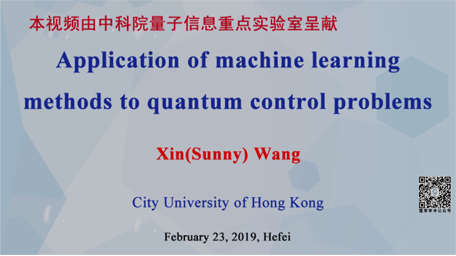 本视频由中科院量子信息重点实验室呈献
Application of machine learning
methods to quantum control problems
Xin(Sunny) Wang
City University of Hong Kong
February 23, 2019, Hefei